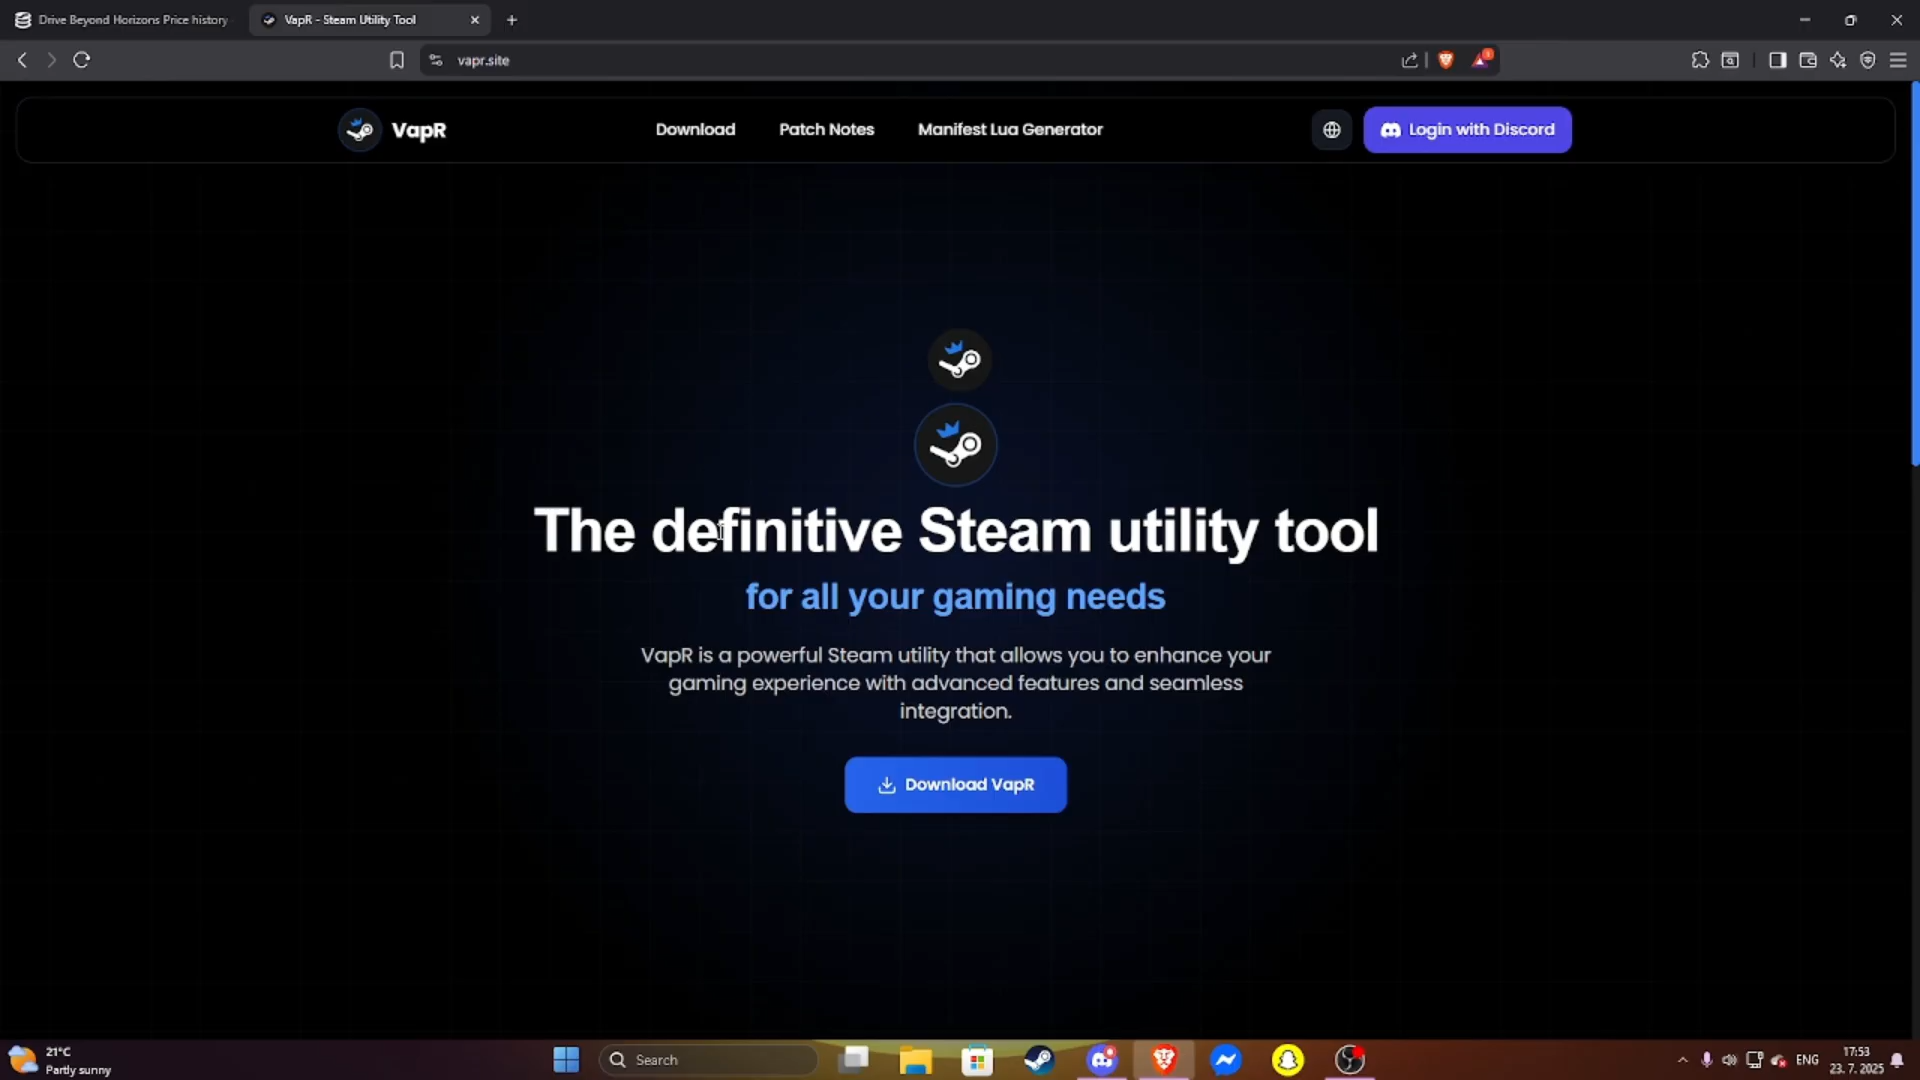 Drive Beyond Horizons Price history
VapR - Steam Utility Tool
vapr.site
VapR
Download
Patch Notes
Manifest Lua Generator
Login with Discord
The definitive Steam utility tool
for all your gaming needs
VapR is a powerful Steam utility that allows you to enhance your
gaming experience with advanced features and seamless
integration.
Download VapR
21°C
Partly sunny
Search
ENG
17:53
23. 7. 2025